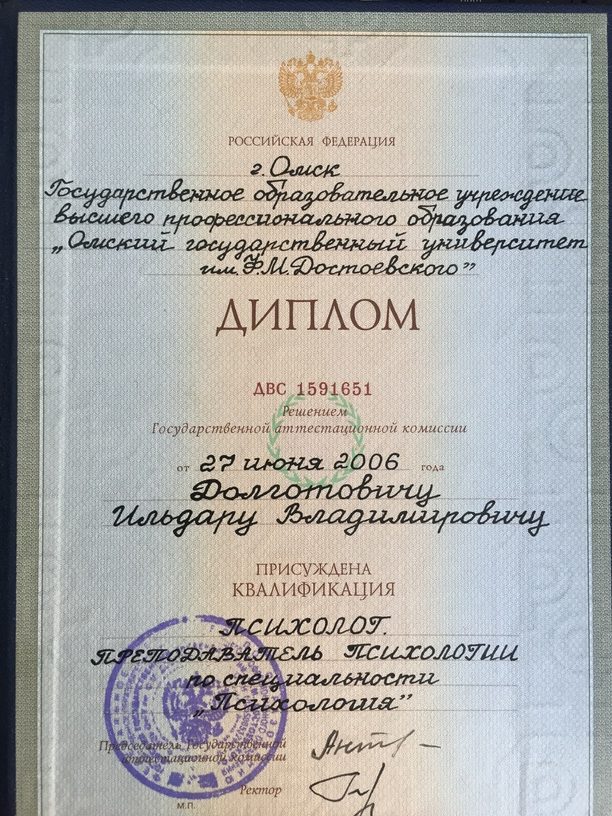 РОССИЙСКАЯ ФЕДЕРАЦИЯ
г. Омск
Государственное образовательное учреждение
высшего профессионального образования
„Омский государственный университет
им. Ф.М. Достоевского”
ДИПЛОМ
ДВС 1591651
Решением
Государственной аттестационной комиссии
от 27 июня 2006 года
Долготовичу
Ильдару Владимировичу
ПРИСУЖДЕНА
КВАЛИФИКАЦИЯ
ПСИХОЛОГ.
ПРЕПОДАВАТЕЛЬ ПСИХОЛОГИИ
по специальности
„Психология”
Председатель Государственной
аттестационной комиссии
Ректор
М.П.